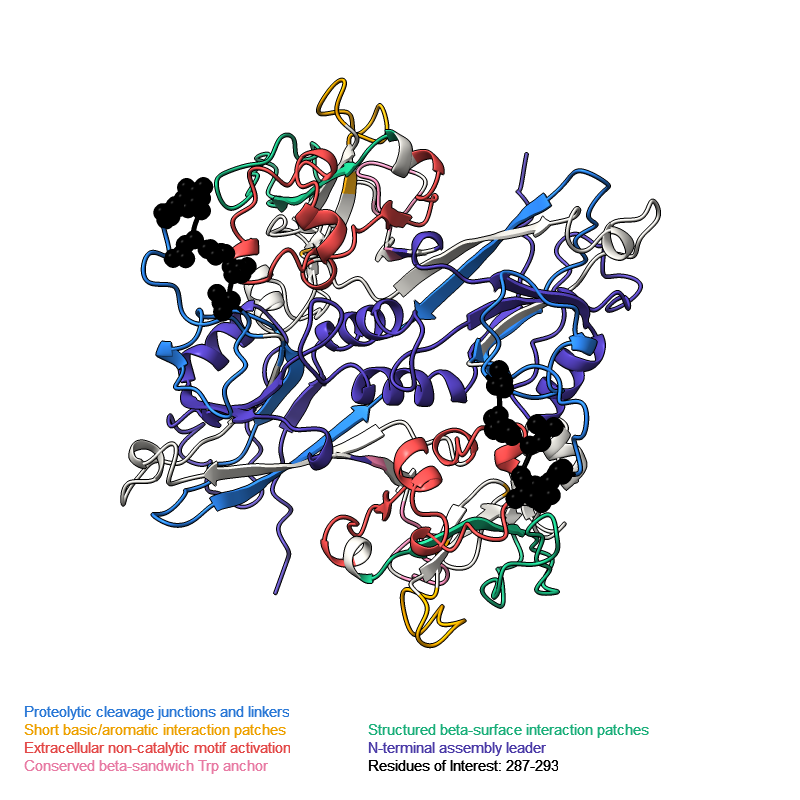 Proteolytic cleavage junctions and linkers
Short basic/aromatic interaction patches
Extracellular non-catalytic motif activation
Conserved beta-sandwich Trp anchor
Structured beta-surface interaction patches
N-terminal assembly leader
Residues of Interest: 287-293